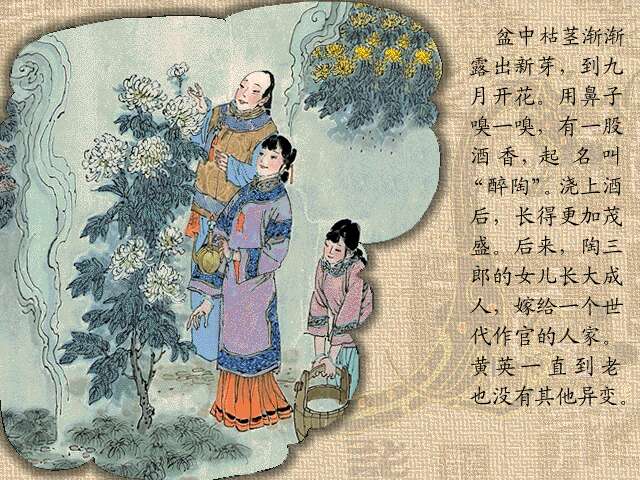 盆中枯茎渐渐
露出新芽，到九
月开花。用鼻子
嗅一嗅，有一股
酒香，起名叫
“醉陶”。浇上酒
后，长得更加茂
盛。后来，陶三
郎的女儿长大成
人，嫁给一个世
代作官的人家。
黄英一直到老
也没有其他异变。